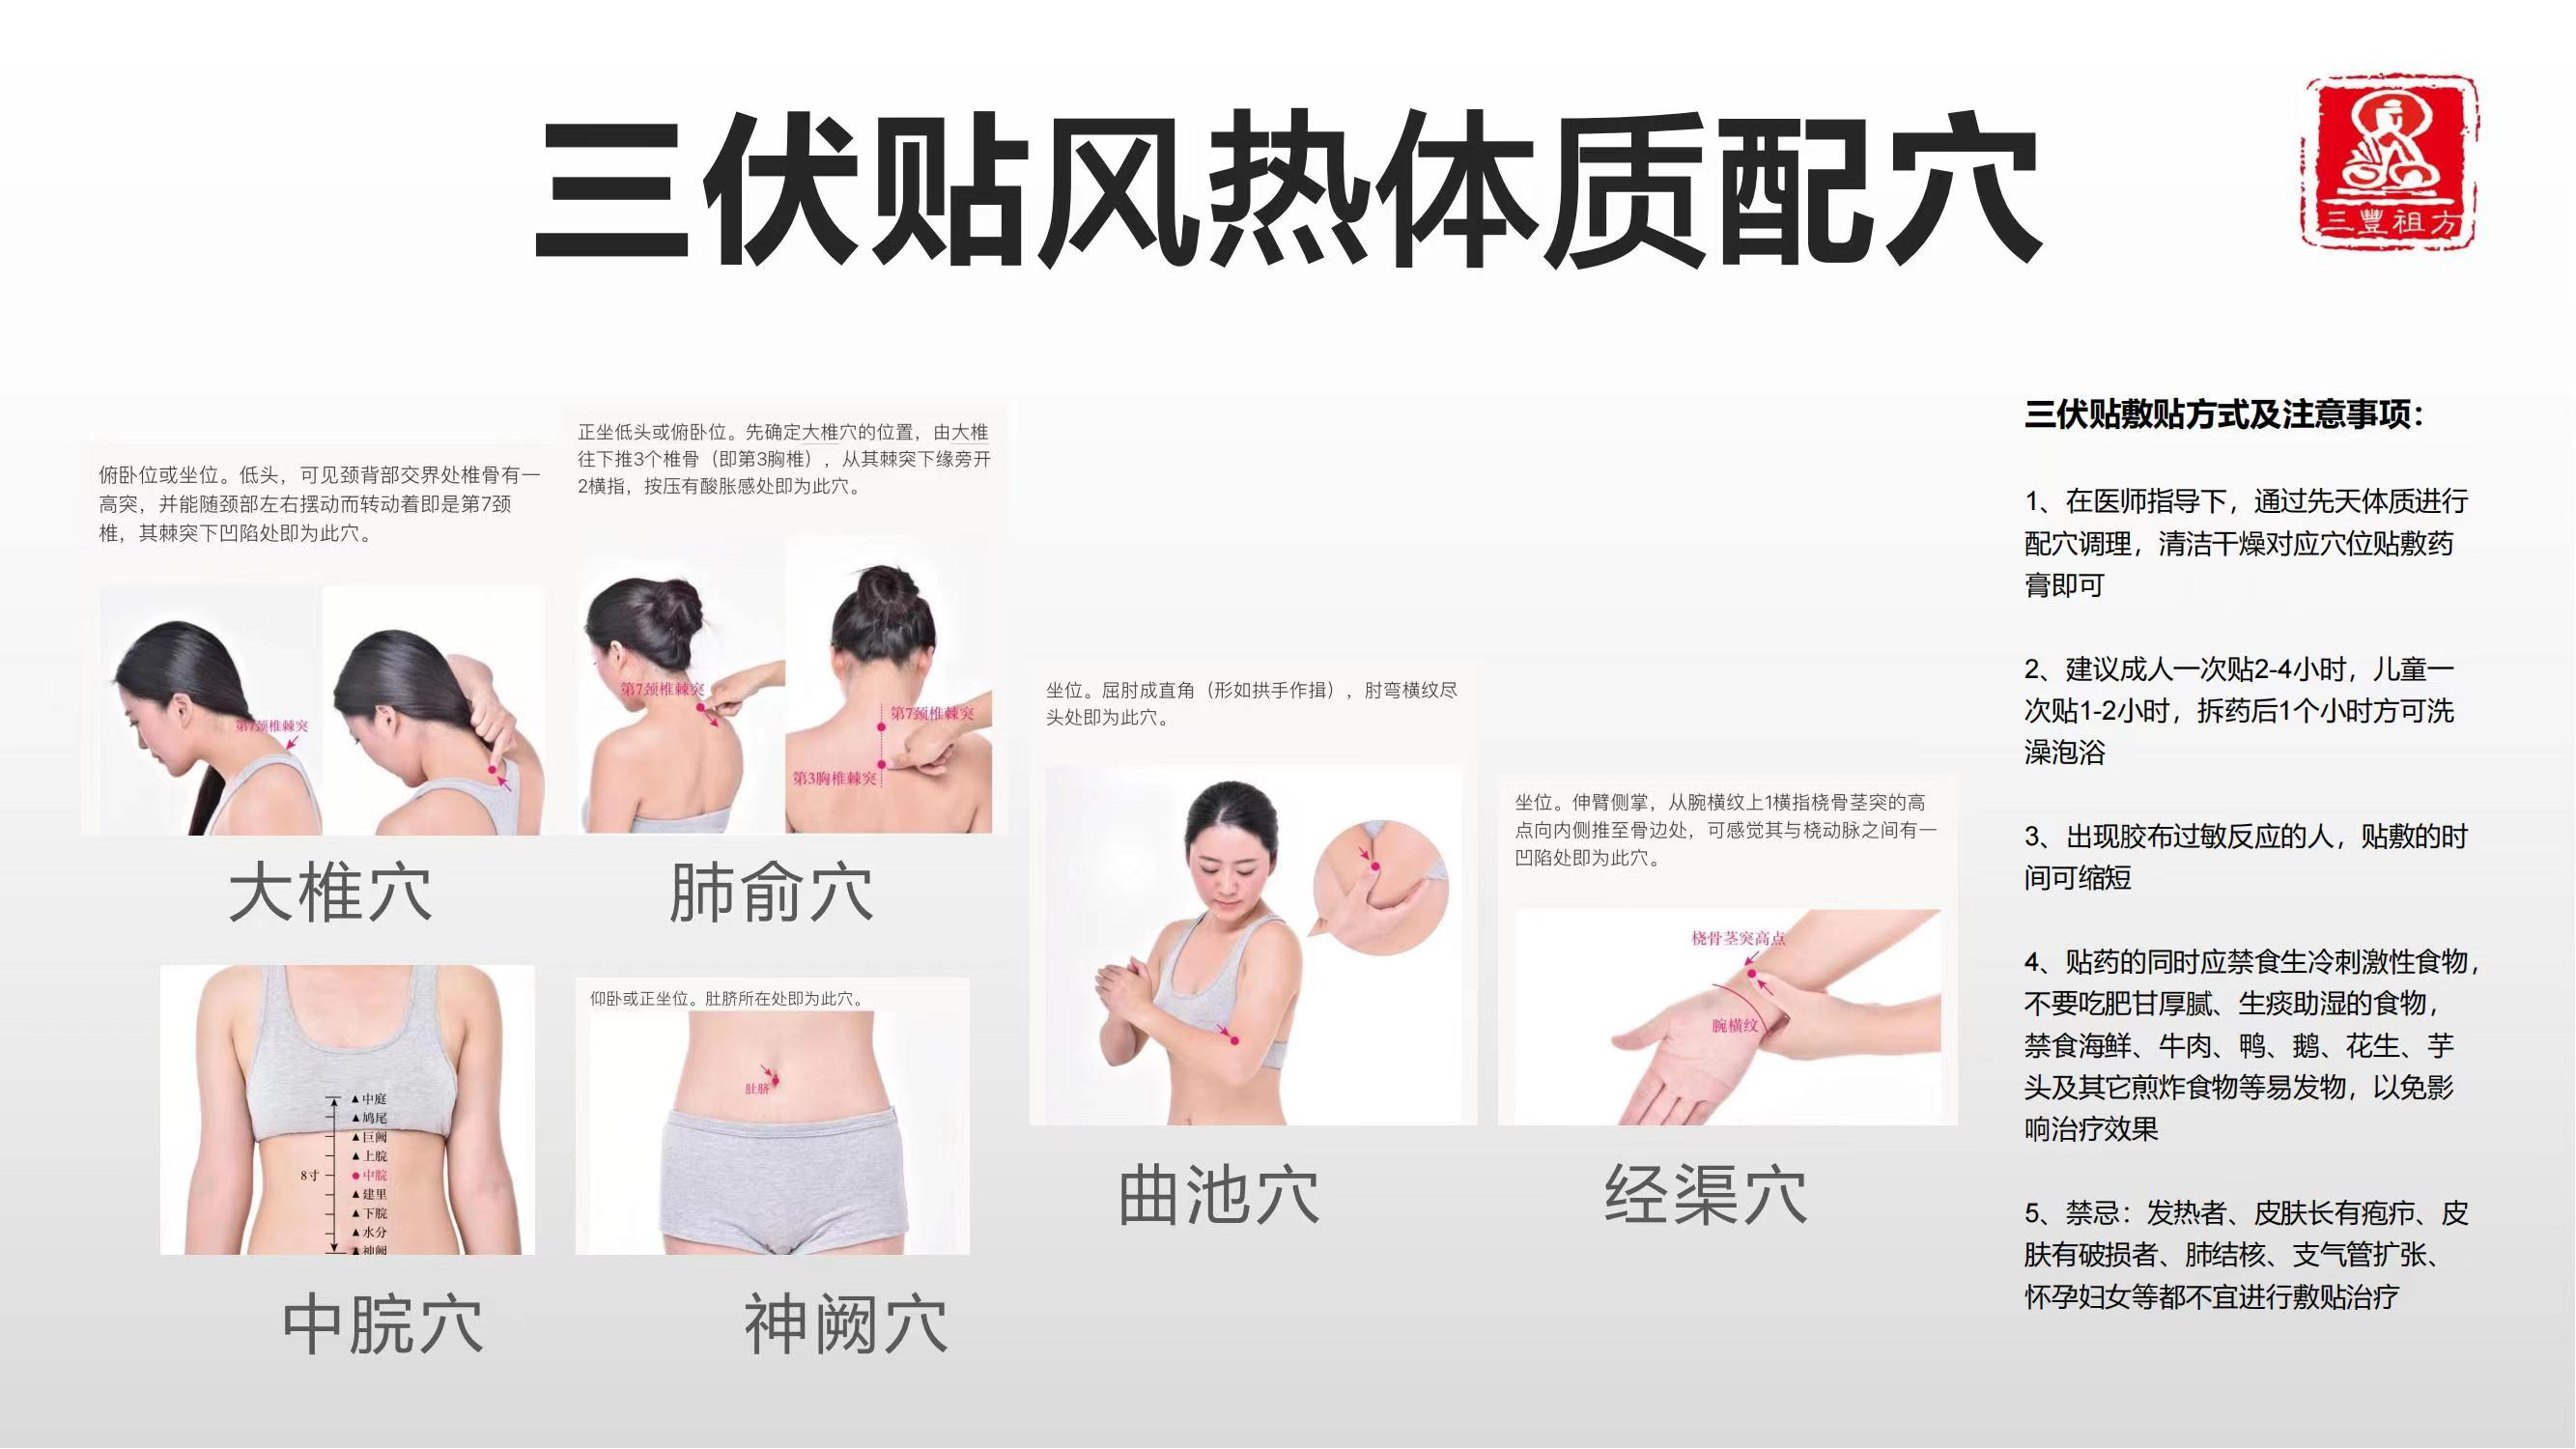 三伏贴风热体质配穴
三豐祖方
俯卧位或坐位。低头，可见颈背部交界处椎骨有一
高突，并能随颈部左右摆动而转动着即是第7颈
椎，其棘突下凹陷处即为此穴。
第7颈椎棘突
大椎穴
正坐低头或俯卧位。先确定大椎穴的位置，由大椎
往下推3个椎骨（即第3胸椎），从其棘突下缘旁开
2横指，按压有酸胀感处即为此穴。
第7颈椎棘突
第7颈椎棘突
第3胸椎棘突
肺俞穴
中庭
鸠尾
巨阙
上脘
8寸
中脘
建里
下脘
水分
神阙
中脘穴
仰卧或正坐位。肚脐所在处即为此穴。
肚脐
神阙穴
坐位。屈肘成直角（形如拱手作揖），肘弯横纹尽
头处即为此穴。
曲池穴
坐位。伸臂侧掌，从腕横纹上1横指桡骨茎突的高
点向内侧推至骨边处，可感觉其与桡动脉之间有一
凹陷处即为此穴。
桡骨茎突高点
腕横纹
经渠穴
三伏贴敷贴方式及注意事项：
1、在医师指导下，通过先天体质进行
配穴调理，清洁干燥对应穴位贴敷药
膏即可
2、建议成人一次贴2-4小时，儿童一
次贴1-2小时，拆药后1个小时方可洗
澡泡浴
3、出现胶布过敏反应的人，贴敷的时
间可缩短
4、贴药的同时应禁食生冷刺激性食物，
不要吃肥甘厚腻、生痰助湿的食物，
禁食海鲜、牛肉、鸭、鹅、花生、芋
头及其它煎炸食物等易发物，以免影
响治疗效果
5、禁忌：发热者、皮肤长有疱疖、皮
肤有破损者、肺结核、支气管扩张、
怀孕妇女等都不宜进行敷贴治疗